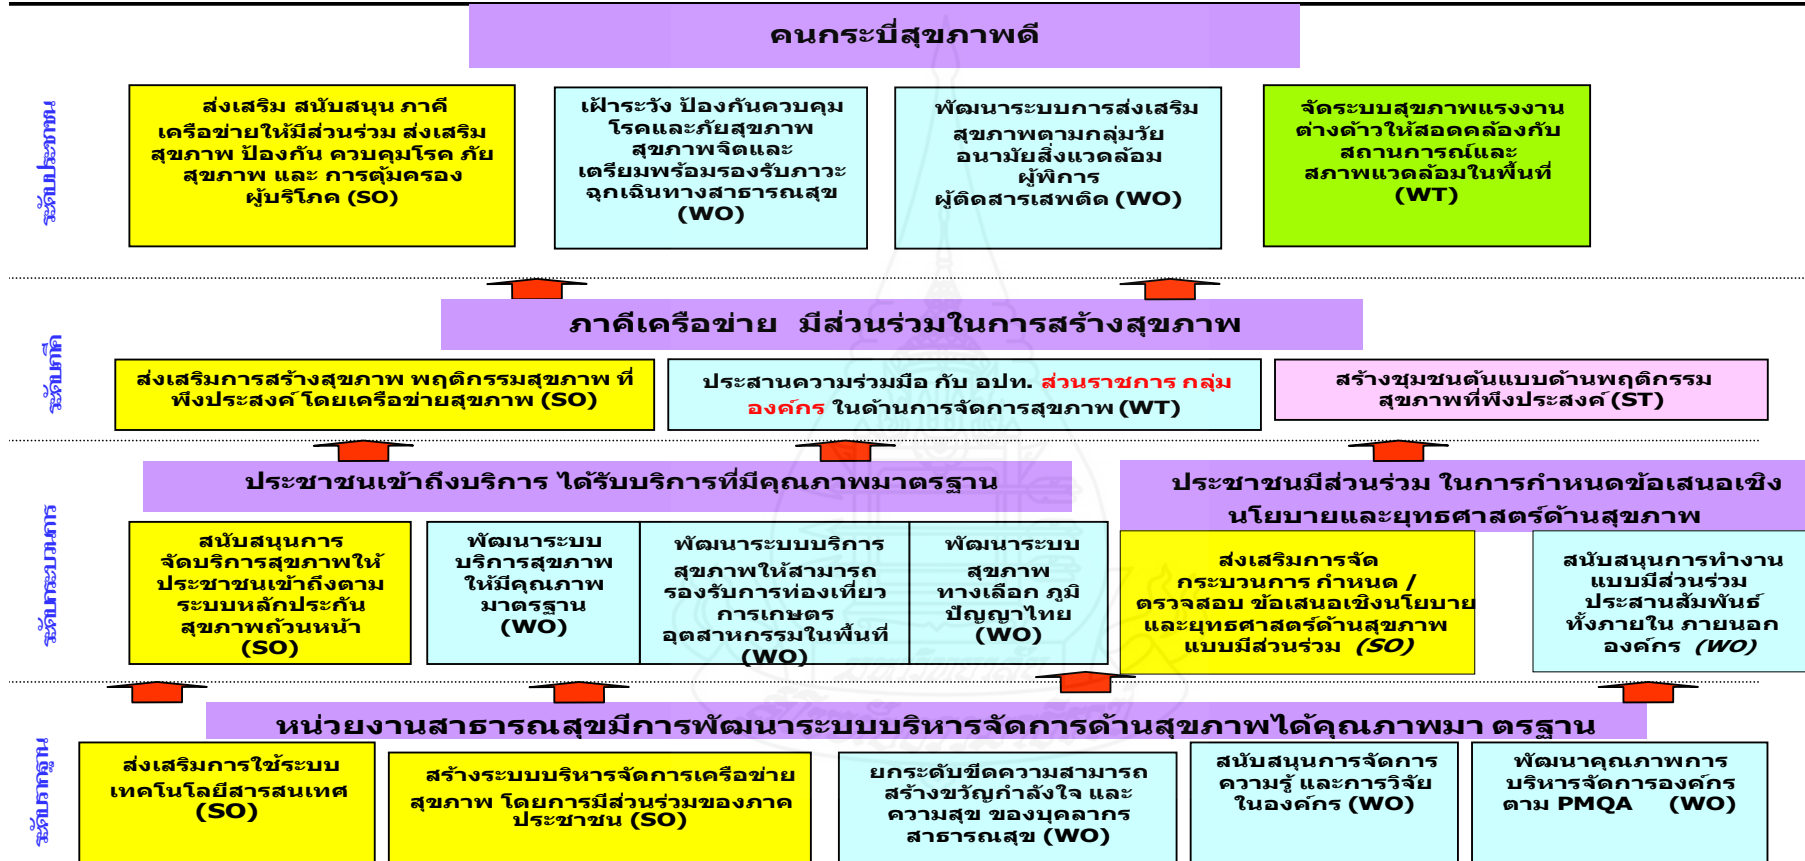 คนกระบี่สุขภาพดี
ระดับประชาชน
ส่งเสริม สนับสนุน ภาคี
เครือข่ายให้มีส่วนร่วม ส่งเสริม
สุขภาพ ป้องกัน ควบคุมโรค ภัย
สุขภาพ และ การคุ้มครอง
ผู้บริโภค (SO)
เฝ้าระวัง ป้องกันควบคุม
โรคและภัยสุขภาพ
สุขภาพจิตและ
เตรียมพร้อมรองรับภาวะ
ฉุกเฉินทางสาธารณสุข
(WO)
พัฒนาระบบการส่งเสริม
สุขภาพตามกลุ่มวัย
อนามัยสิ่งแวดล้อม
ผู้พิการ
ผู้ติดสารเสพติด (WO)
จัดระบบสุขภาพแรงงาน
ต่างด้าวให้สอดคล้องกับ
สถานการณ์และ
สภาพแวดล้อมในพื้นที่
(WT)
ภาคีเครือข่าย มีส่วนร่วมในการสร้างสุขภาพ
ระดับภาคี
ส่งเสริมการสร้างสุขภาพ พฤติกรรมสุขภาพ ที่
พึงประสงค์ โดยเครือข่ายสุขภาพ (SO)
ประสานความร่วมมือ กับ อปท. ส่วนราชการ กลุ่ม
องค์กร ในด้านการจัดการสุขภาพ (WT)
สร้างชุมชนต้นแบบด้านพฤติกรรม
สุขภาพที่พึงประสงค์ (ST)
ประชาชนเข้าถึงบริการ ได้รับบริการที่มีคุณภาพมาตรฐาน
ประชาชนมีส่วนร่วม ในการกำหนดข้อเสนอเชิง
นโยบายและยุทธศาสตร์ด้านสุขภาพ
ระดับกระบวนการ
สนับสนุนการ
จัดบริการสุขภาพให้
ประชาชนเข้าถึงตาม
ระบบหลักประกัน
สุขภาพถ้วนหน้า
(SO)
พัฒนาระบบ
บริการสุขภาพ
ให้มีคุณภาพ
มาตรฐาน
(WO)
พัฒนาระบบบริการ
สุขภาพให้สามารถ
รองรับการท่องเที่ยว
การเกษตร
อุตสาหกรรมในพื้นที่
(WO)
พัฒนาระบบ
สุขภาพ
ทางเลือก ภูมิ
ปัญญาไทย
(WO)
ส่งเสริมการจัด
กระบวนการ กำหนด /
ตรวจสอบ ข้อเสนอเชิงนโยบาย
และยุทธศาสตร์ด้านสุขภาพ
แบบมีส่วนร่วม (SO)
สนับสนุนการทำงาน
แบบมีส่วนร่วม
ประสานสัมพันธ์
ทั้งภายใน ภายนอก
องค์กร (WO)
หน่วยงานสาธารณสุขมีการพัฒนาระบบบริหารจัดการด้านสุขภาพได้คุณภาพมา ตรฐาน
ระดับรากฐาน
ส่งเสริมการใช้ระบบ
เทคโนโลยีสารสนเทศ
(SO)
สร้างระบบบริหารจัดการเครือข่าย
สุขภาพ โดยการมีส่วนร่วมของภาค
ประชาชน (SO)
ยกระดับขีดความสามารถ
สร้างขวัญกำลังใจ และ
ความสุข ของบุคลากร
สาธารณสุข (WO)
สนับสนุนการจัดการ
ความรู้ และการวิจัย
ในองค์กร (WO)
พัฒนาคุณภาพการ
บริหารจัดการองค์กร
ตาม PMQA (WO)